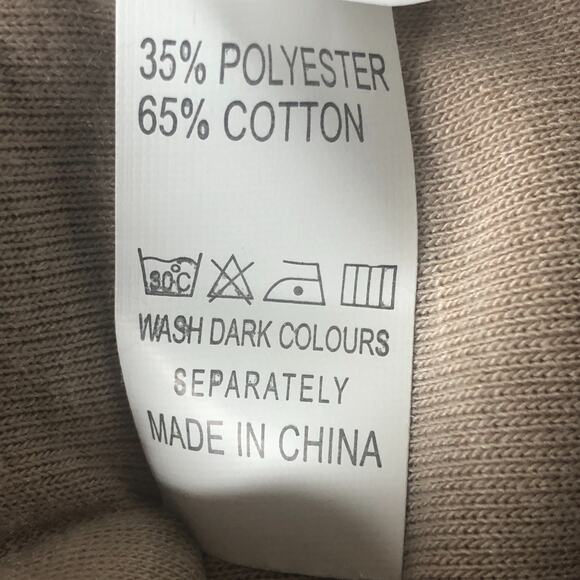 35% POLYESTER
65% COTTON
30°C
WASH DARK COLOURS
SEPARATELY
MADE IN CHINA